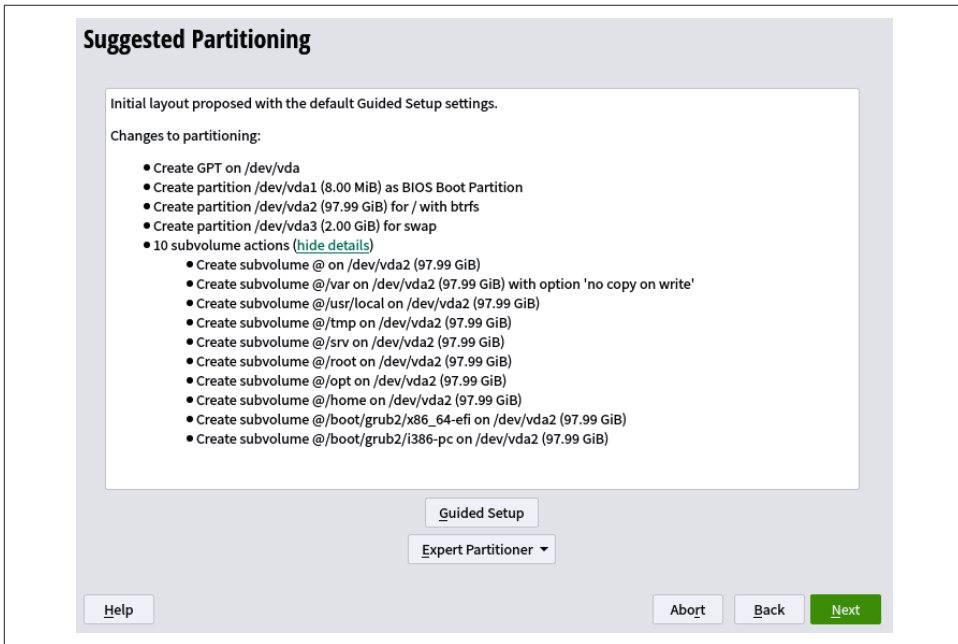 Suggested Partitioning
Initial layout proposed with the default Guided Setup settings.
Changes to partitioning:
● Create GPT on /dev/vda
● Create partition /dev/vda1 (8.00 MiB) as BIOS Boot Partition
● Create partition /dev/vda2 (97.99 GiB) for / with btrfs
● Create partition /dev/vda3 (2.00 GiB) for swap
● 10 subvolume actions (hide details)
● Create subvolume @ on /dev/vda2 (97.99 GiB)
● Create subvolume @/var on /dev/vda2 (97.99 GiB) with option 'no copy on write'
● Create subvolume @/usr/local on /dev/vda2 (97.99 GiB)
● Create subvolume @/tmp on /dev/vda2 (97.99 GiB)
● Create subvolume @/srv on /dev/vda2 (97.99 GiB)
● Create subvolume @/root on /dev/vda2 (97.99 GiB)
● Create subvolume @/opt on /dev/vda2 (97.99 GiB)
● Create subvolume @/home on /dev/vda2 (97.99 GiB)
● Create subvolume @/boot/grub2/x86_64-efi on /dev/vda2 (97.99 GiB)
● Create subvolume @/boot/grub2/i386-pc on /dev/vda2 (97.99 GiB)
Guided Setup
Expert Partitioner
Help Abort Back Next